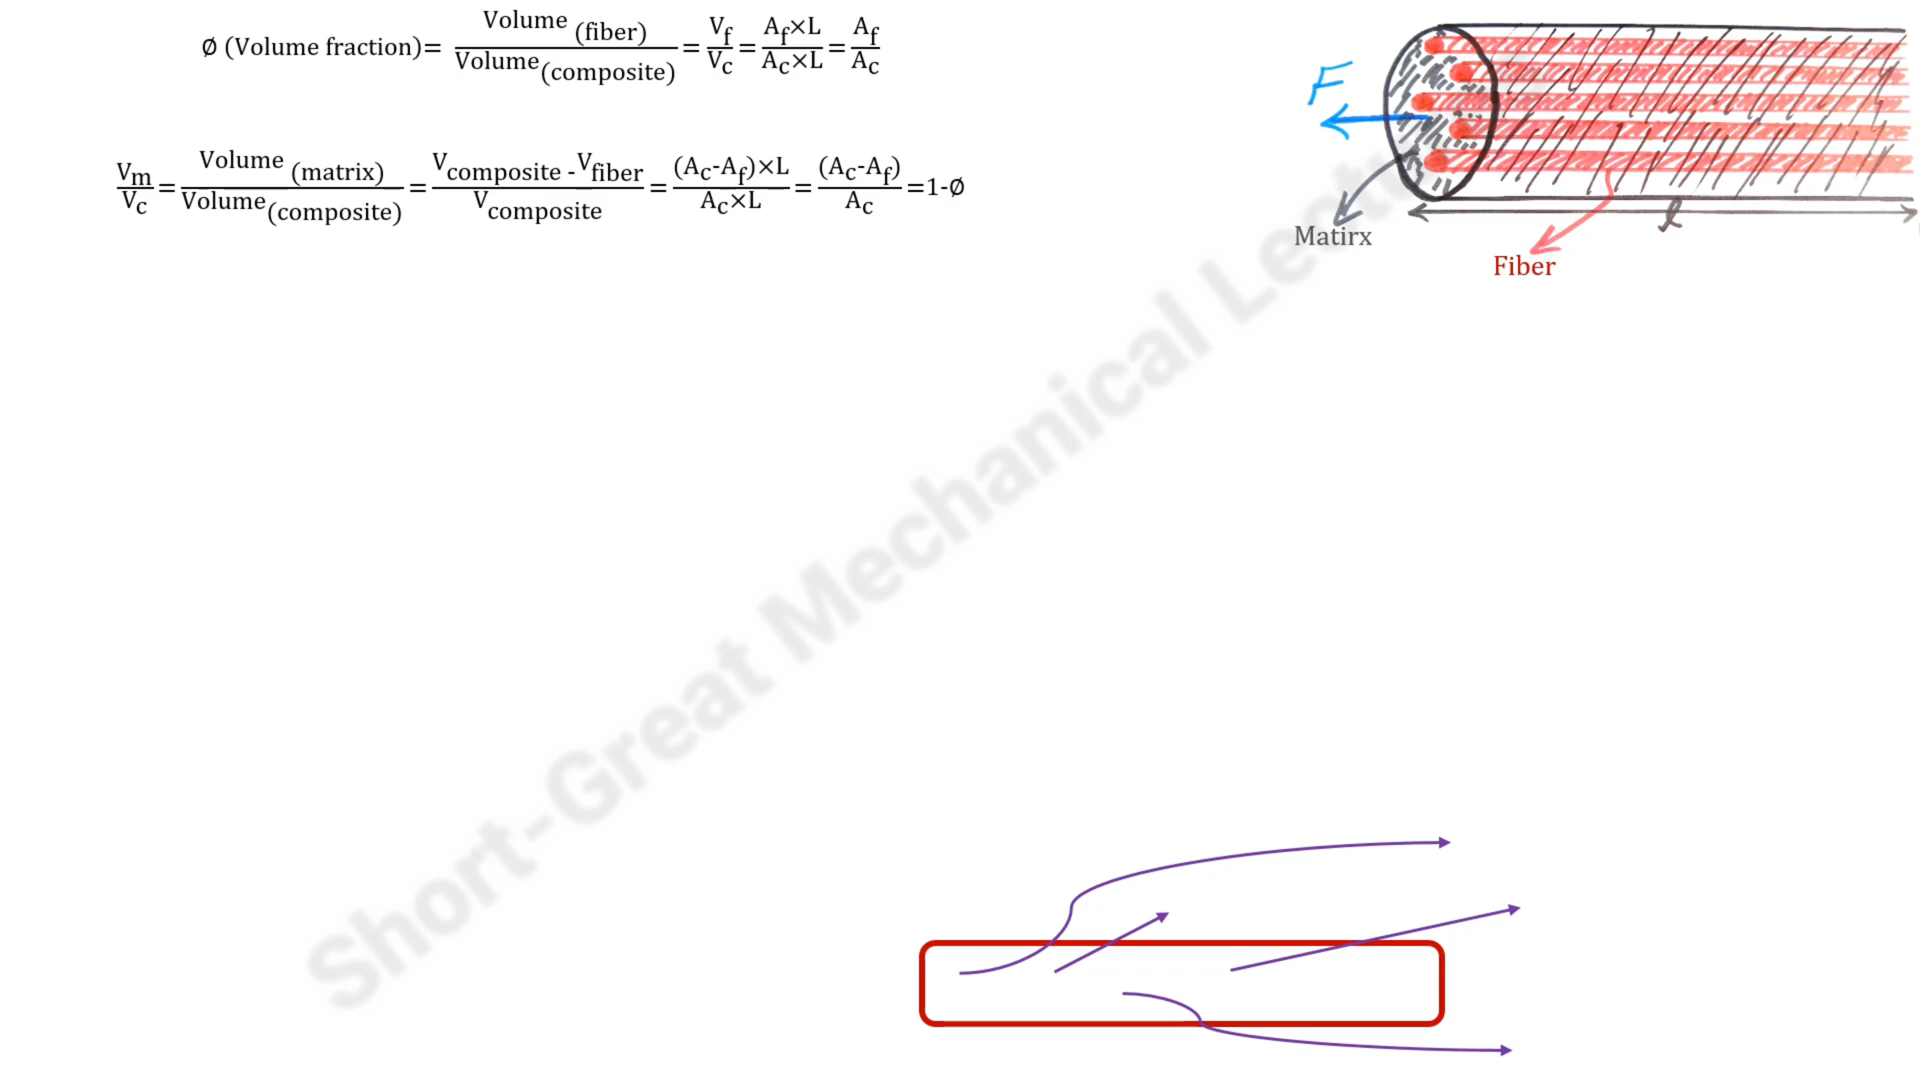 ∅ (Volume fraction)= Volume (fiber) / Volume (composite) = Vf/Vc = Af×L / Ac×L = Af/Ac
Vm/Vc = Volume (matrix) / Volume (composite) = Vcomposite -Vfiber / Vcomposite = (Ac-Af)×L / Ac×L = (Ac-Af) / Ac =1-∅
F
Matirx
ℓ
Fiber
Short-Great Mechanical Lectu